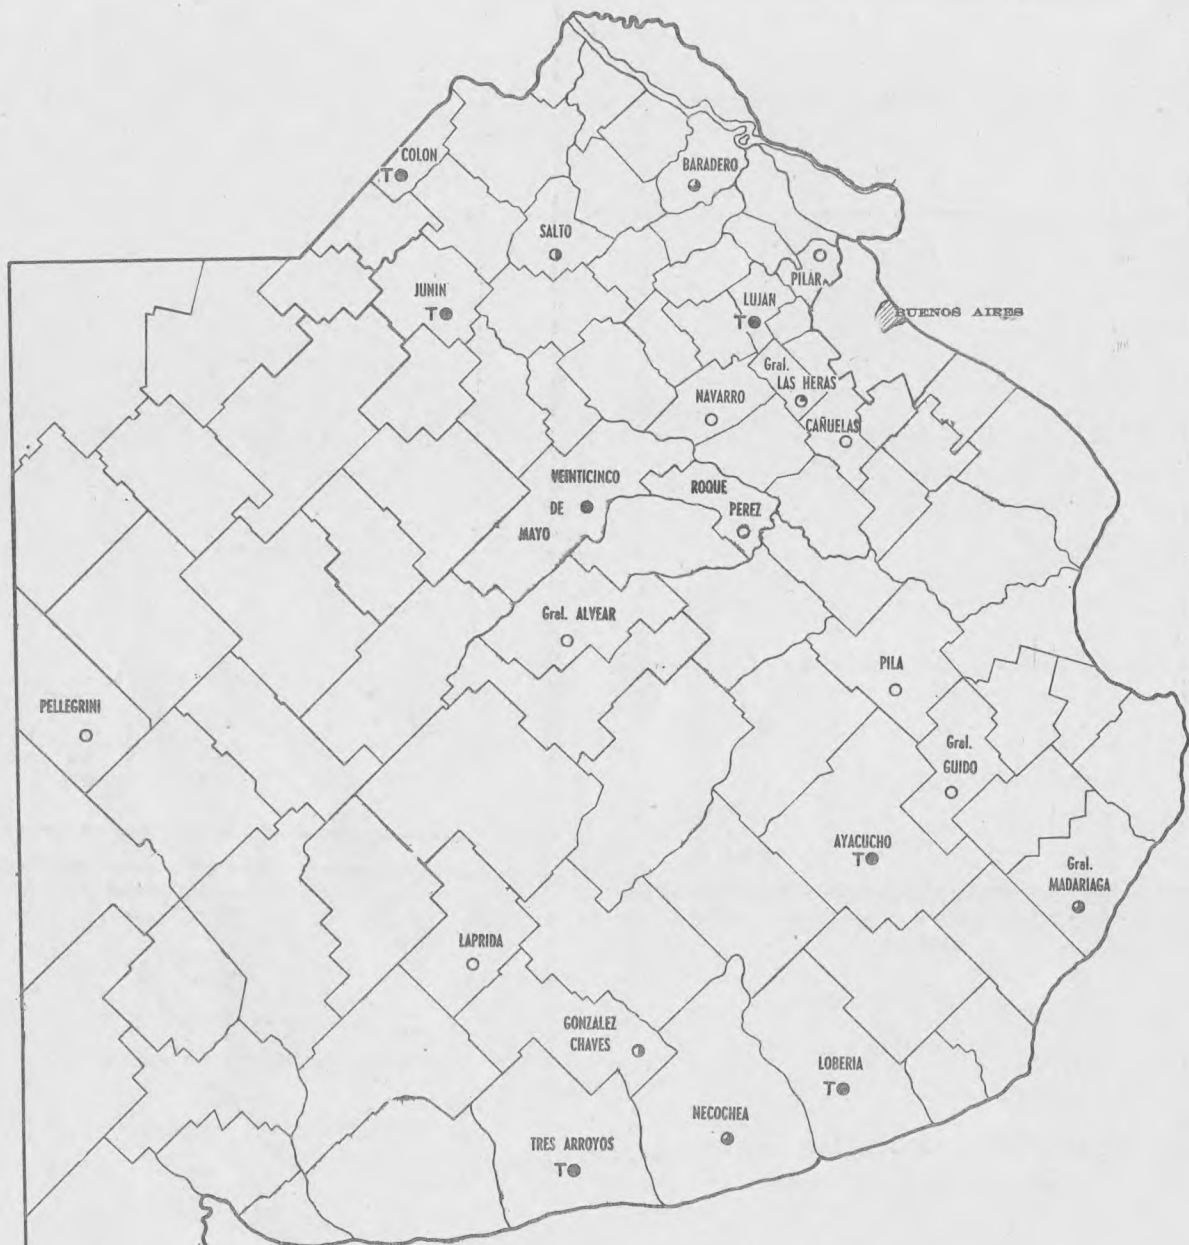 COLON
T
BARADERO
SALTO
PILAR
JUNIN
T
LUJAN
T
BUENOS AIRES
Gral.
LAS HERAS
NAVARRO
CAÑUELAS
VEINTICINCO
DE
MAYO
ROQUE
PEREZ
Gral. ALVEAR
PILA
PELLEGRINI
Gral.
GUIDO
AYACUCHO
T
Gral.
MADARIAGA
LAPRIDA
GONZALEZ
CHAVES
LOBERIA
T
NECOCHEA
TRES ARROYOS
T